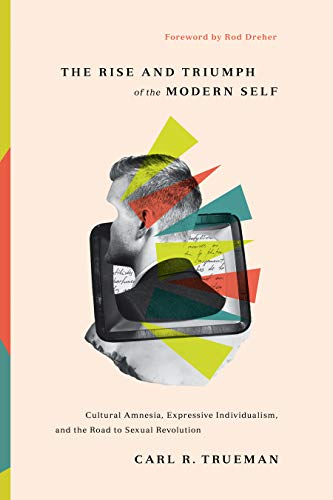 Foreword by Rod Dreher
THE RISE AND TRIUMPH
of the MODERN SELF
Cultural Amnesia, Expressive Individualism,
and the Road to Sexual Revolution
CARL R. TRUEMAN